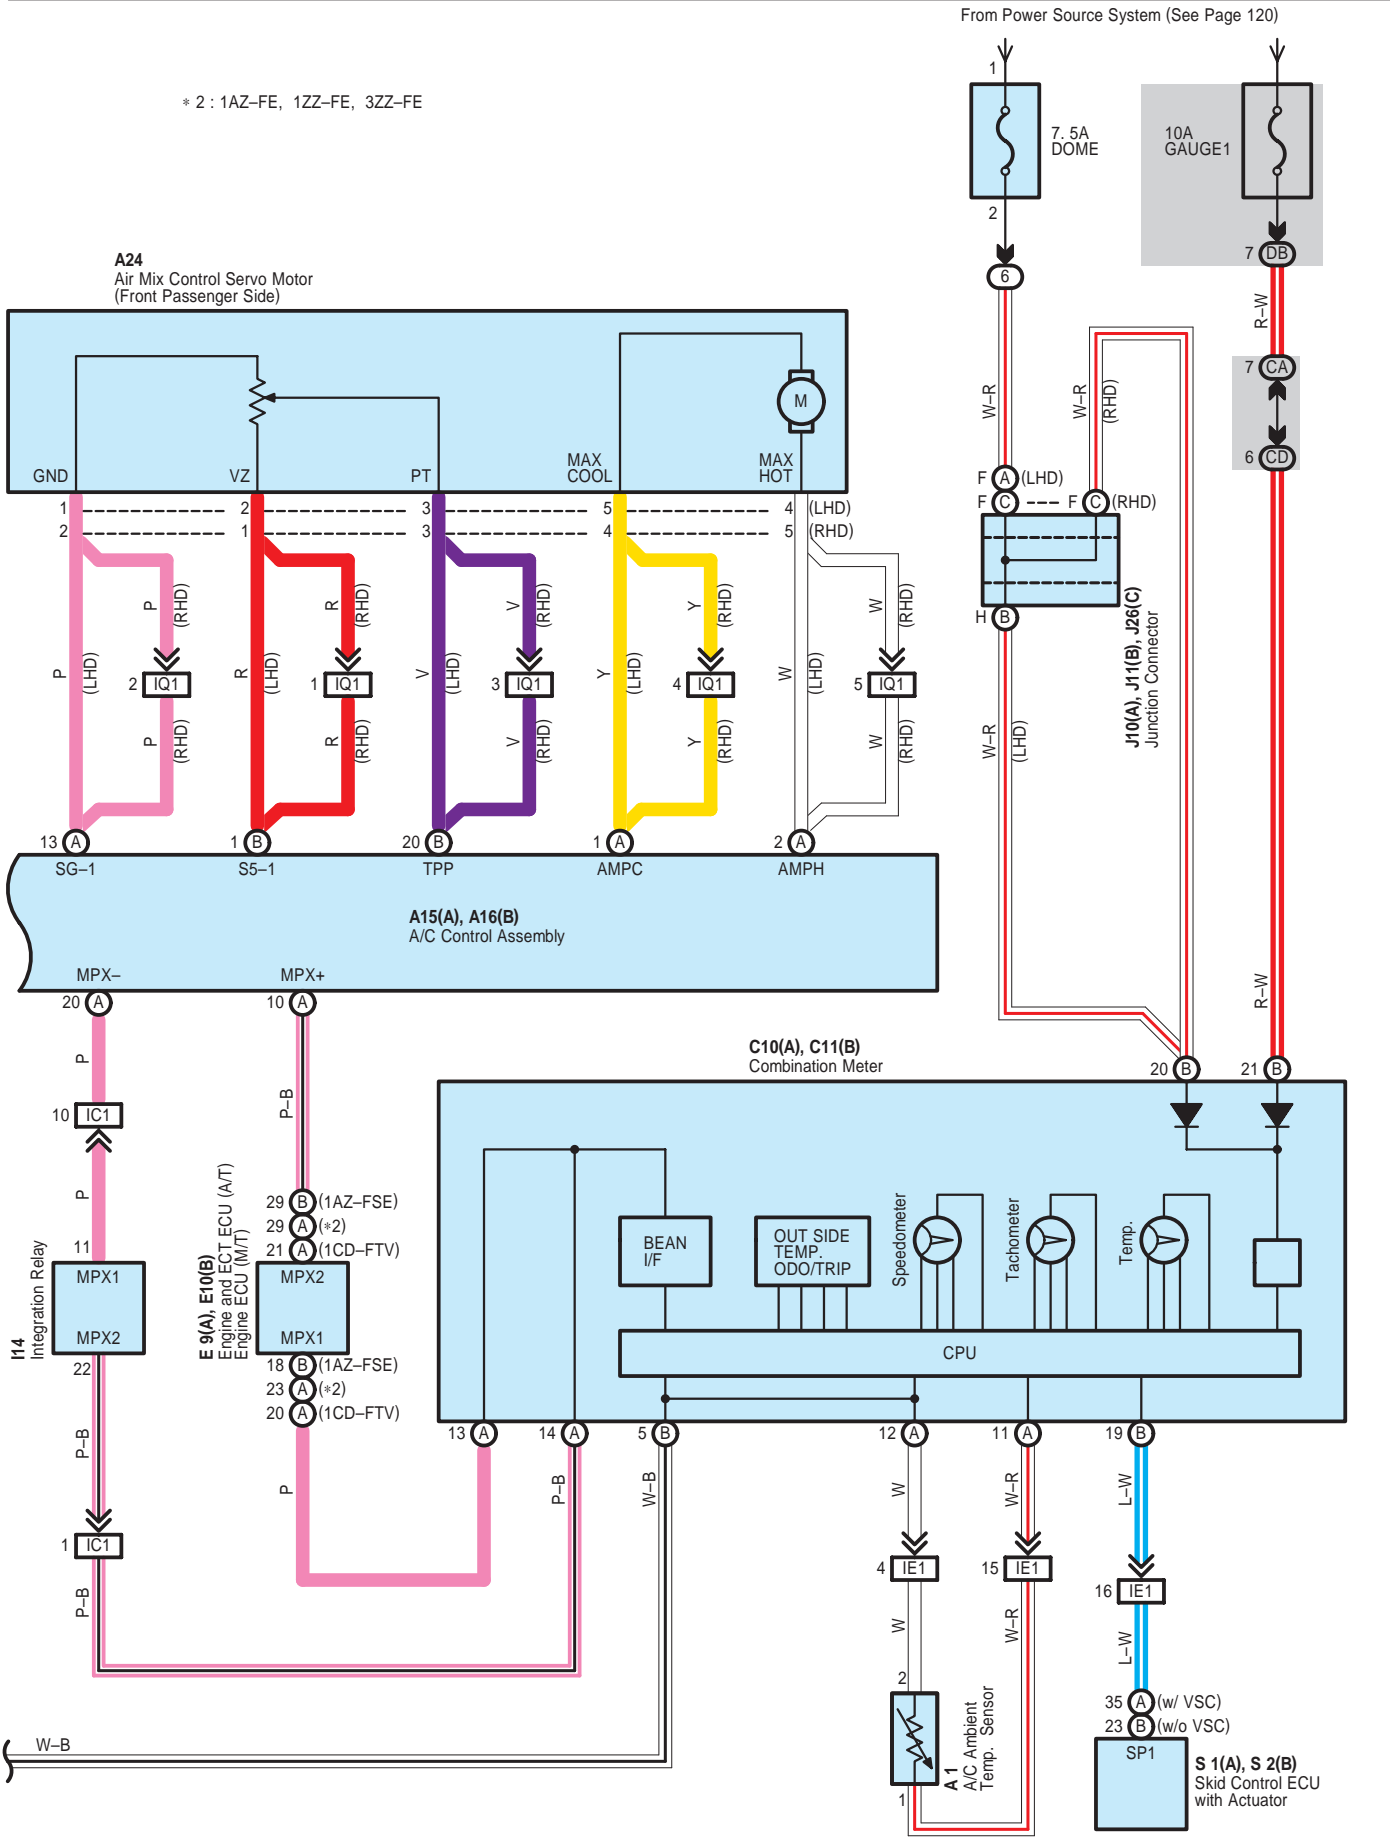 From Power Source System (See Page 120)
∗ 2 : 1AZ–FE, 1ZZ–FE, 3ZZ–FE
1
7. 5A
DOME
2
6
10A
GAUGE1
7 DB
R–W
7 CA
6 CD
A24
Air Mix Control Servo Motor
(Front Passenger Side)
M
GND
VZ
PT
MAX
COOL
MAX
HOT
1 2 3 5 4 (LHD)
2 1 3 4 5 (RHD)
W–R
W–R
(RHD)
F A (LHD)
F C F C (RHD)
H B
J10(A), J11(B), J26(C)
Junction Connector
P
(RHD)
R
(RHD)
V
(RHD)
Y
(RHD)
W
(RHD)
P
(LHD)
R
(LHD)
V
(LHD)
Y
(LHD)
W
(LHD)
2 IQ1
1 IQ1
3 IQ1
4 IQ1
5 IQ1
P
(RHD)
R
(RHD)
V
(RHD)
Y
(RHD)
W
(RHD)
W–R
(LHD)
13 A
1 B
20 B
1 A
2 A
SG–1
S5–1
TPP
AMPC
AMPH
A15(A), A16(B)
A/C Control Assembly
MPX–
MPX+
20 A
10 A
R–W
P
10 IC1
P
11
MPX1
MPX2
I14
Integration Relay
22
P–B
1 IC1
P–B
P–B
29 B (1AZ–FSE)
29 A (∗2)
21 A (1CD–FTV)
MPX2
MPX1
E 9(A), E10(B)
Engine and ECT ECU (A/T)
Engine ECU (M/T)
18 B (1AZ–FSE)
23 A (∗2)
20 A (1CD–FTV)
P
C10(A), C11(B)
Combination Meter
20 B
21 B
BEAN
I/F
OUT SIDE
TEMP.
ODO/TRIP
Speedometer
Tachometer
Temp.
CPU
13 A
14 A
5 B
12 A
11 A
19 B
P–B
W–B
W
W–R
L–W
4 IE1
15 IE1
16 IE1
W
W–R
L–W
2
1
A 1
A/C Ambient
Temp. Sensor
35 A (w/ VSC)
23 B (w/o VSC)
SP1
S 1(A), S 2(B)
Skid Control ECU
with Actuator
W–B